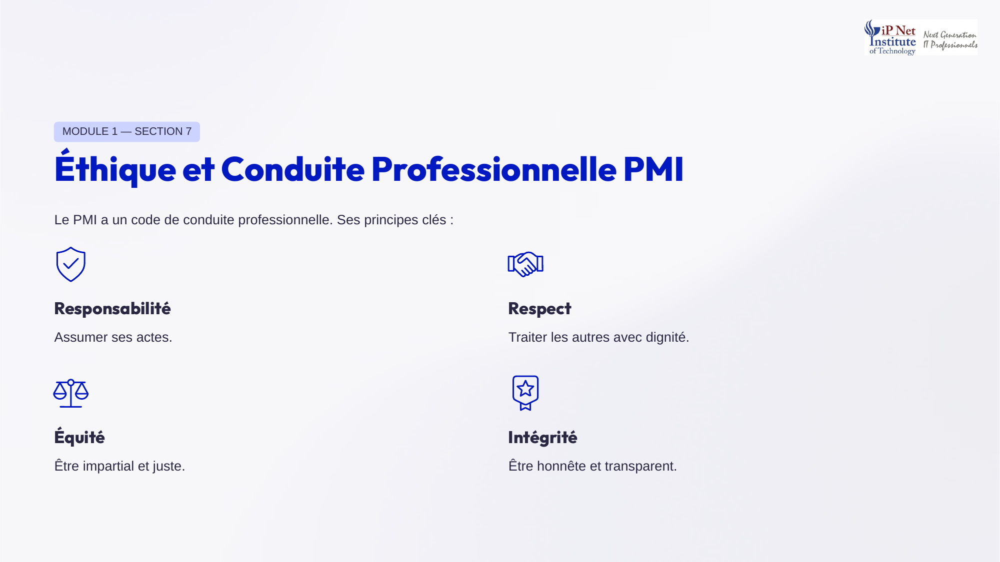 iP Net
Institute
of Technology
Next Generation
IT Professionnels
MODULE 1 — SECTION 7
Éthique et Conduite Professionnelle PMI
Le PMI a un code de conduite professionnelle. Ses principes clés :
Responsabilité
Assumer ses actes.
Respect
Traiter les autres avec dignité.
Équité
Être impartial et juste.
Intégrité
Être honnête et transparent.